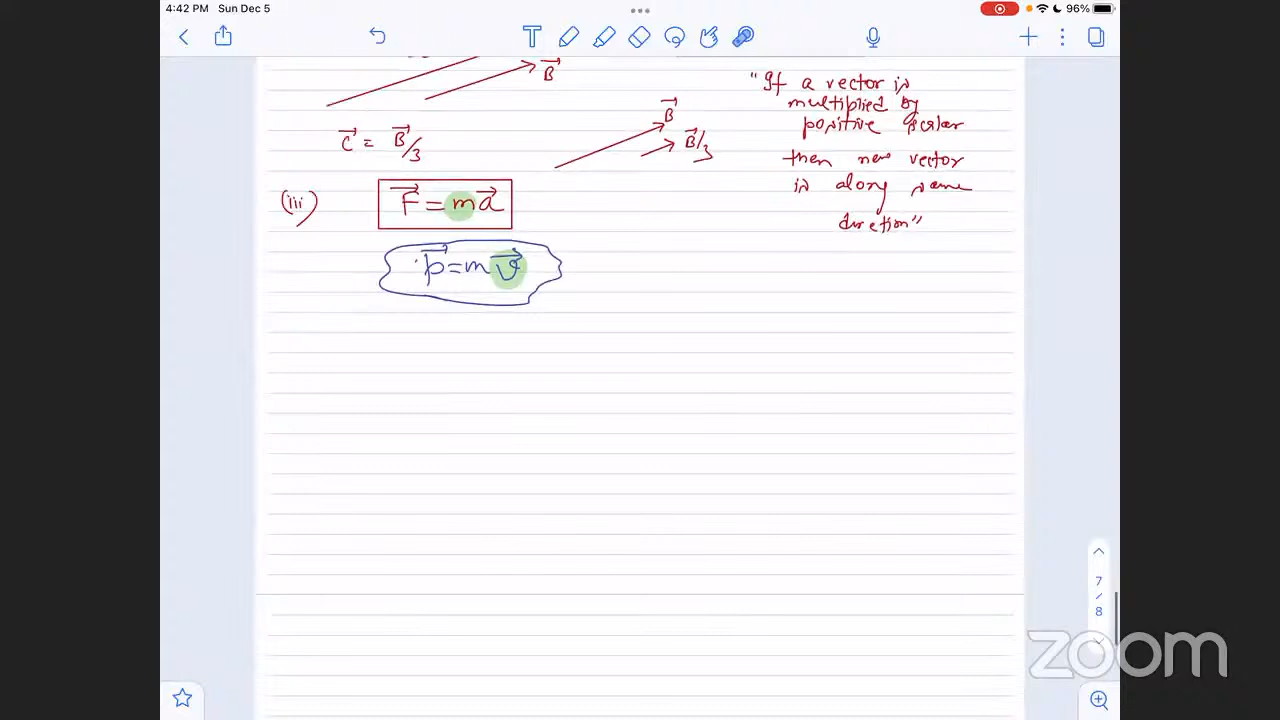 4:42 PM Sun Dec 5
96%
B⃗
"If a vector is
multiplied by
positive scalar
then new vector
is along same
direction"
C⃗ = B⃗/3
B⃗
B⃗/3
(iii) F⃗ = ma⃗
p⃗ = mv⃗
7
/
8
zoom